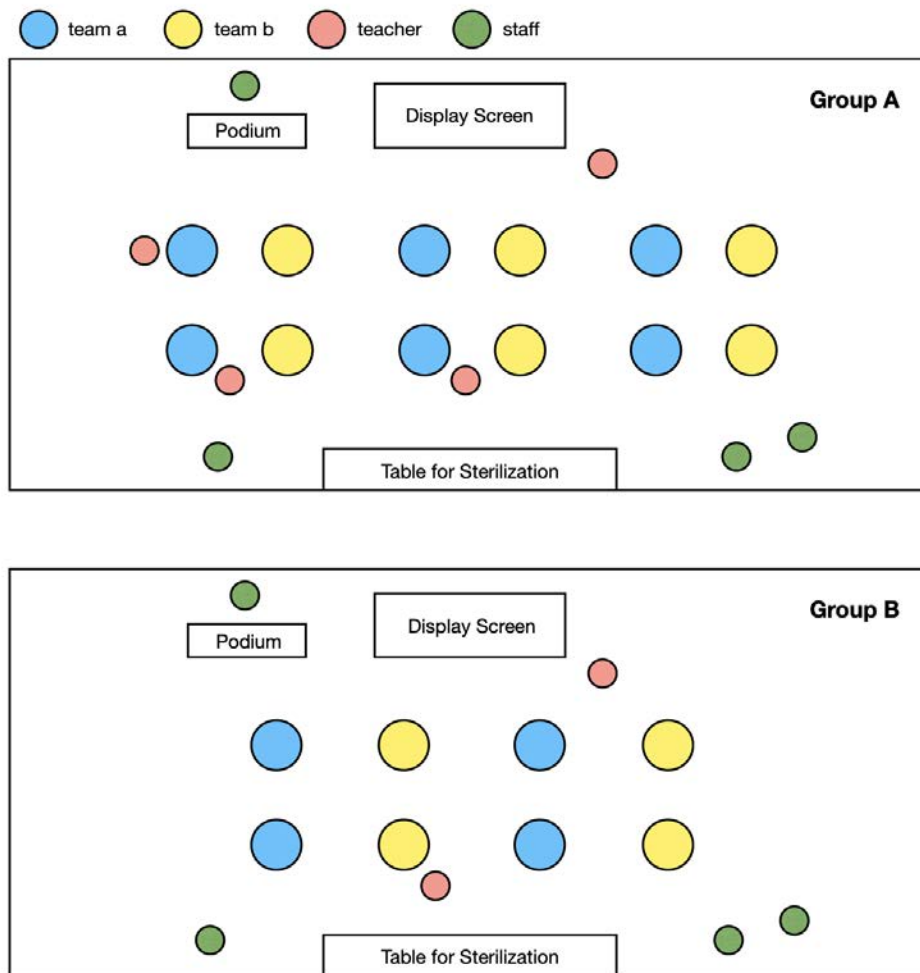 team a
team b
teacher
staff
Group A
Podium
Display Screen
Table for Sterilization
Group B
Podium
Display Screen
Table for Sterilization